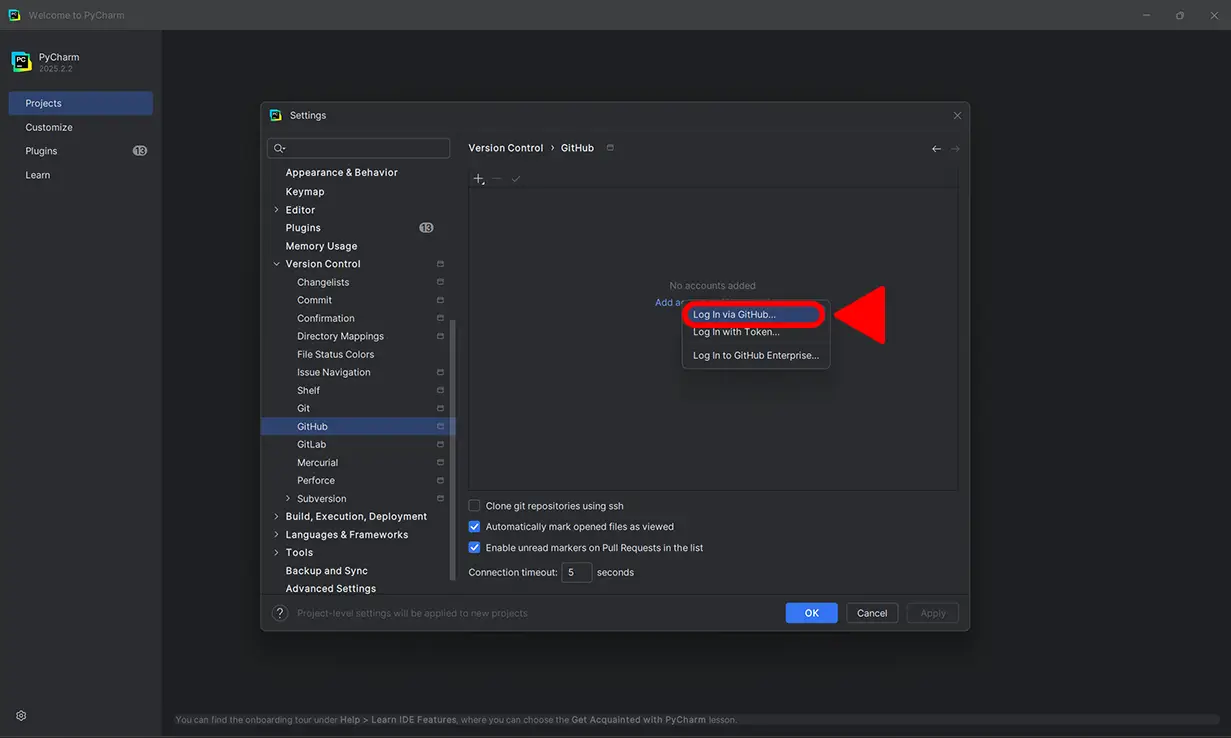 Welcome to PyCharm
PyCharm
2025.2.2
Projects
Customize
Plugins 13
Learn
Settings
Appearance & Behavior
Keymap
Editor
Plugins 13
Memory Usage
Version Control
Changelists
Commit
Confirmation
Directory Mappings
File Status Colors
Issue Navigation
Shelf
Git
GitHub
GitLab
Mercurial
Perforce
Subversion
Build, Execution, Deployment
Languages & Frameworks
Tools
Backup and Sync
Advanced Settings
Version Control › GitHub
No accounts added
Add
Log In via GitHub...
Log In with Token...
Log In to GitHub Enterprise...
Clone git repositories using ssh
Automatically mark opened files as viewed
Enable unread markers on Pull Requests in the list
Connection timeout: 5 seconds
? Project-level settings will be applied to new projects
OK Cancel Apply
You can find the onboarding tour under Help > Learn IDE Features, where you can choose the Get Acquainted with PyCharm lesson.